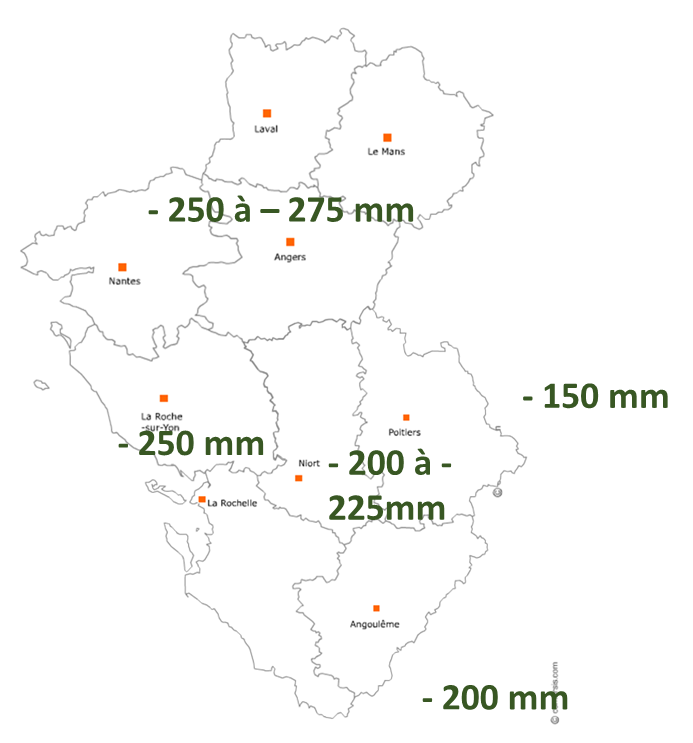 Laval
Le Mans
- 250 à – 275 mm
Angers
Nantes
- 150 mm
La Roche
-sur-Yon
Poitiers
- 250 mm
Niort
- 200 à -
225mm
La Rochelle
Angoulême
- 200 mm